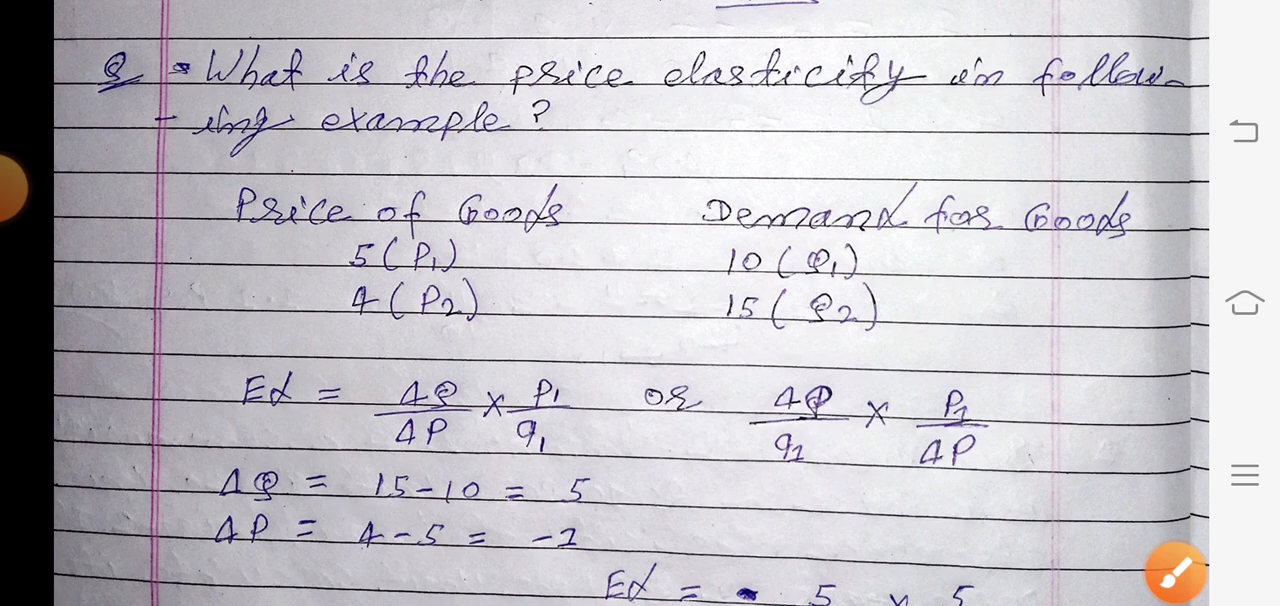 Q - What is the price elasticity in follow-
- ing example?
Price of Goods Demand for Goods
5 (P1) 10 (Q1)
4 (P2) 15 (Q2)
Ed = ΔQ/ΔP × P1/q1 or ΔQ/q1 × P1/ΔP
ΔQ = 15-10 = 5
ΔP = 4-5 = -1
Ed = - 5 × 5